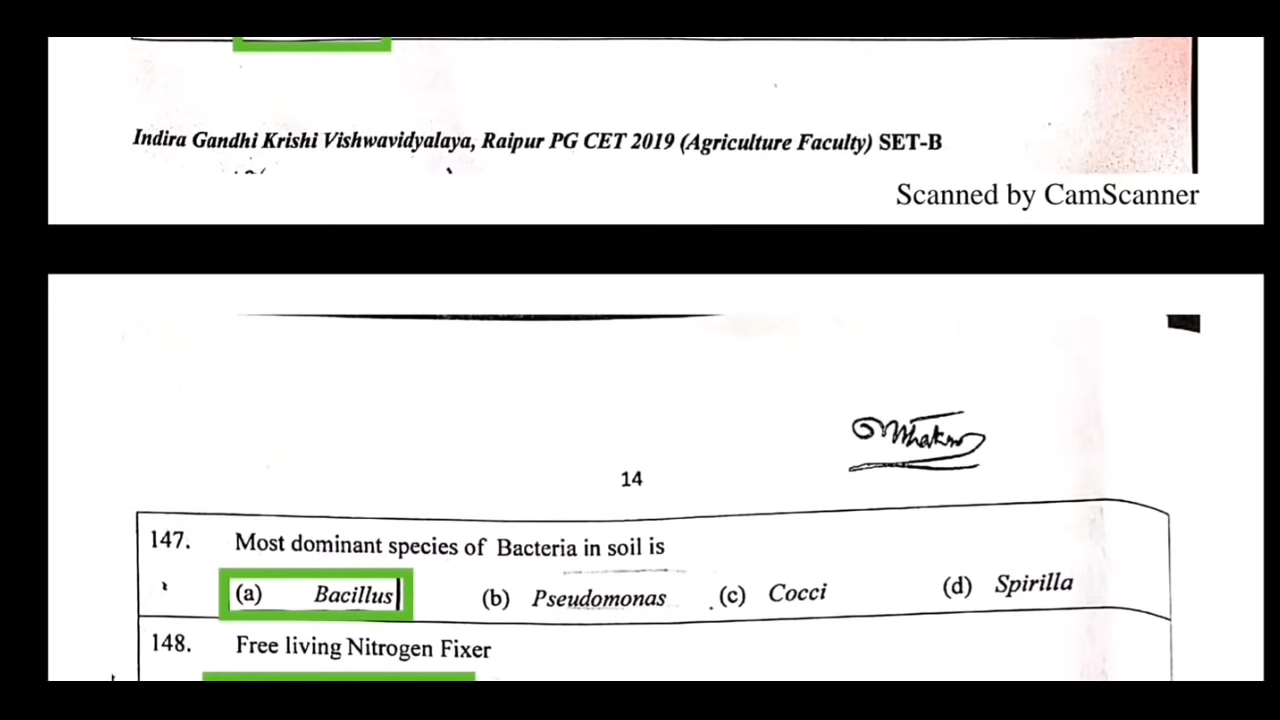 Indira Gandhi Krishi Vishwavidyalaya, Raipur PG CET 2019 (Agriculture Faculty) SET-B
Scanned by CamScanner
14
147. Most dominant species of Bacteria in soil is
(a) Bacillus (b) Pseudomonas (c) Cocci (d) Spirilla
148. Free living Nitrogen Fixer